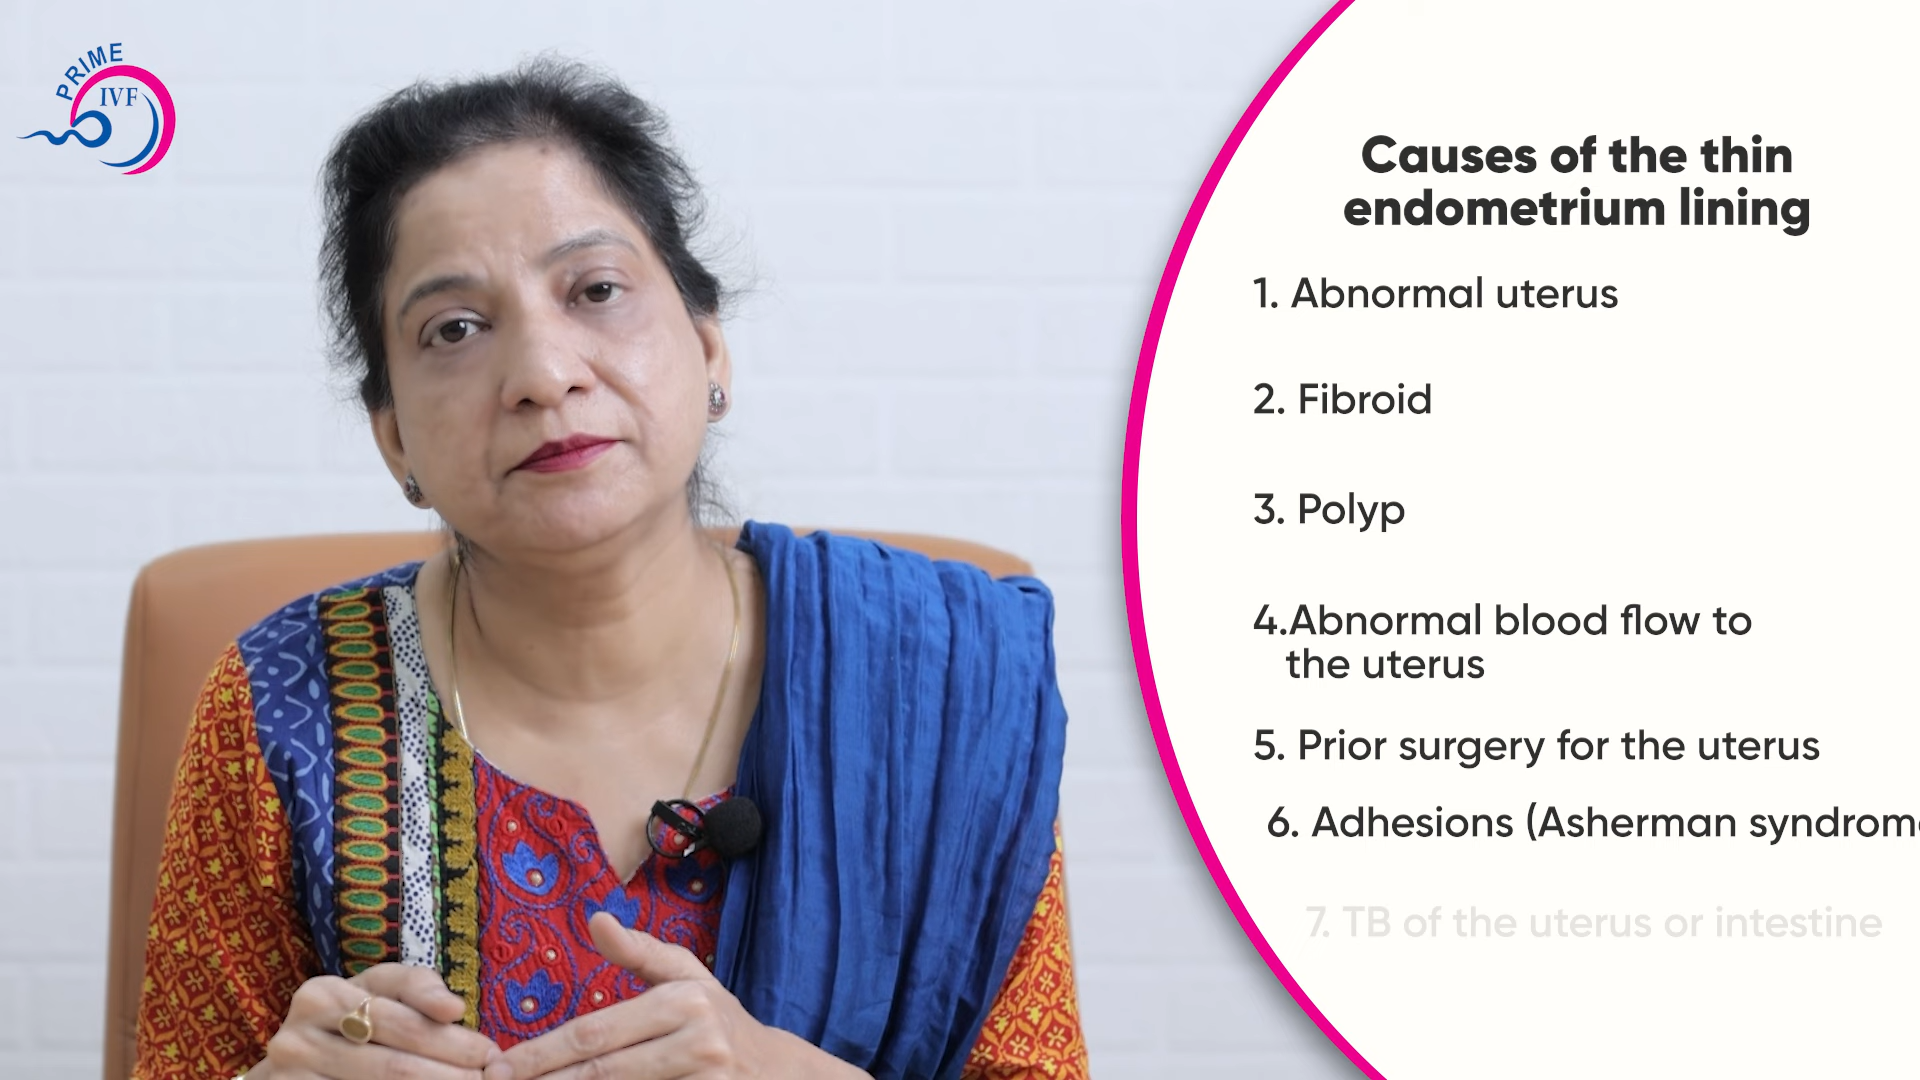 PRIME
IVF
Causes of the thin
endometrium lining
1. Abnormal uterus
2. Fibroid
3. Polyp
4.Abnormal blood flow to
the uterus
5. Prior surgery for the uterus
6. Adhesions (Asherman syndrom
7. TB of the uterus or intestine